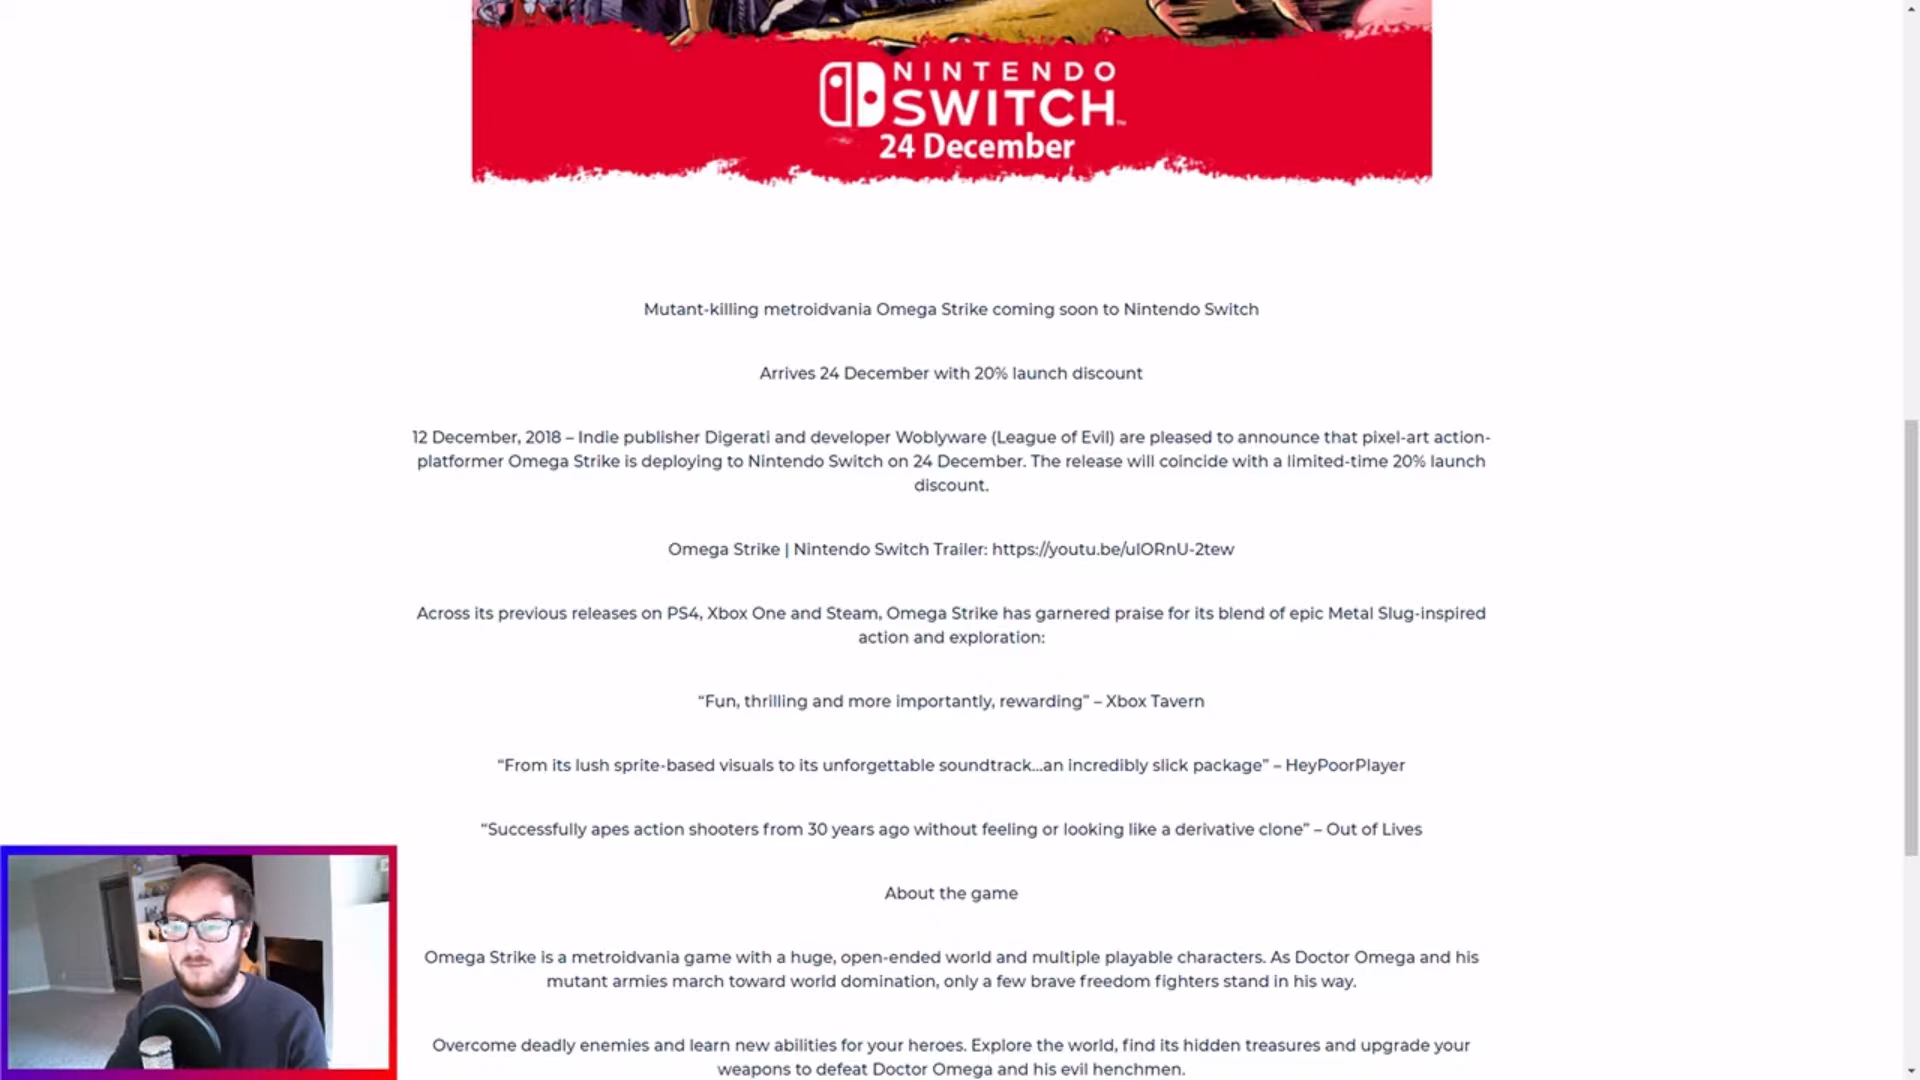 NINTENDO
SWITCH
24 December
Mutant-killing metroidvania Omega Strike coming soon to Nintendo Switch
Arrives 24 December with 20% launch discount
12 December, 2018 – Indie publisher Digerati and developer Woblyware (League of Evil) are pleased to announce that pixel-art action-
platformer Omega Strike is deploying to Nintendo Switch on 24 December. The release will coincide with a limited-time 20% launch
discount.
Omega Strike | Nintendo Switch Trailer: https://youtu.be/ulORnU-2tew
Across its previous releases on PS4, Xbox One and Steam, Omega Strike has garnered praise for its blend of epic Metal Slug-inspired
action and exploration:
“Fun, thrilling and more importantly, rewarding” – Xbox Tavern
“From its lush sprite-based visuals to its unforgettable soundtrack…an incredibly slick package” – HeyPoorPlayer
“Successfully apes action shooters from 30 years ago without feeling or looking like a derivative clone” – Out of Lives
About the game
Omega Strike is a metroidvania game with a huge, open-ended world and multiple playable characters. As Doctor Omega and his
mutant armies march toward world domination, only a few brave freedom fighters stand in his way.
Overcome deadly enemies and learn new abilities for your heroes. Explore the world, find its hidden treasures and upgrade your
weapons to defeat Doctor Omega and his evil henchmen.